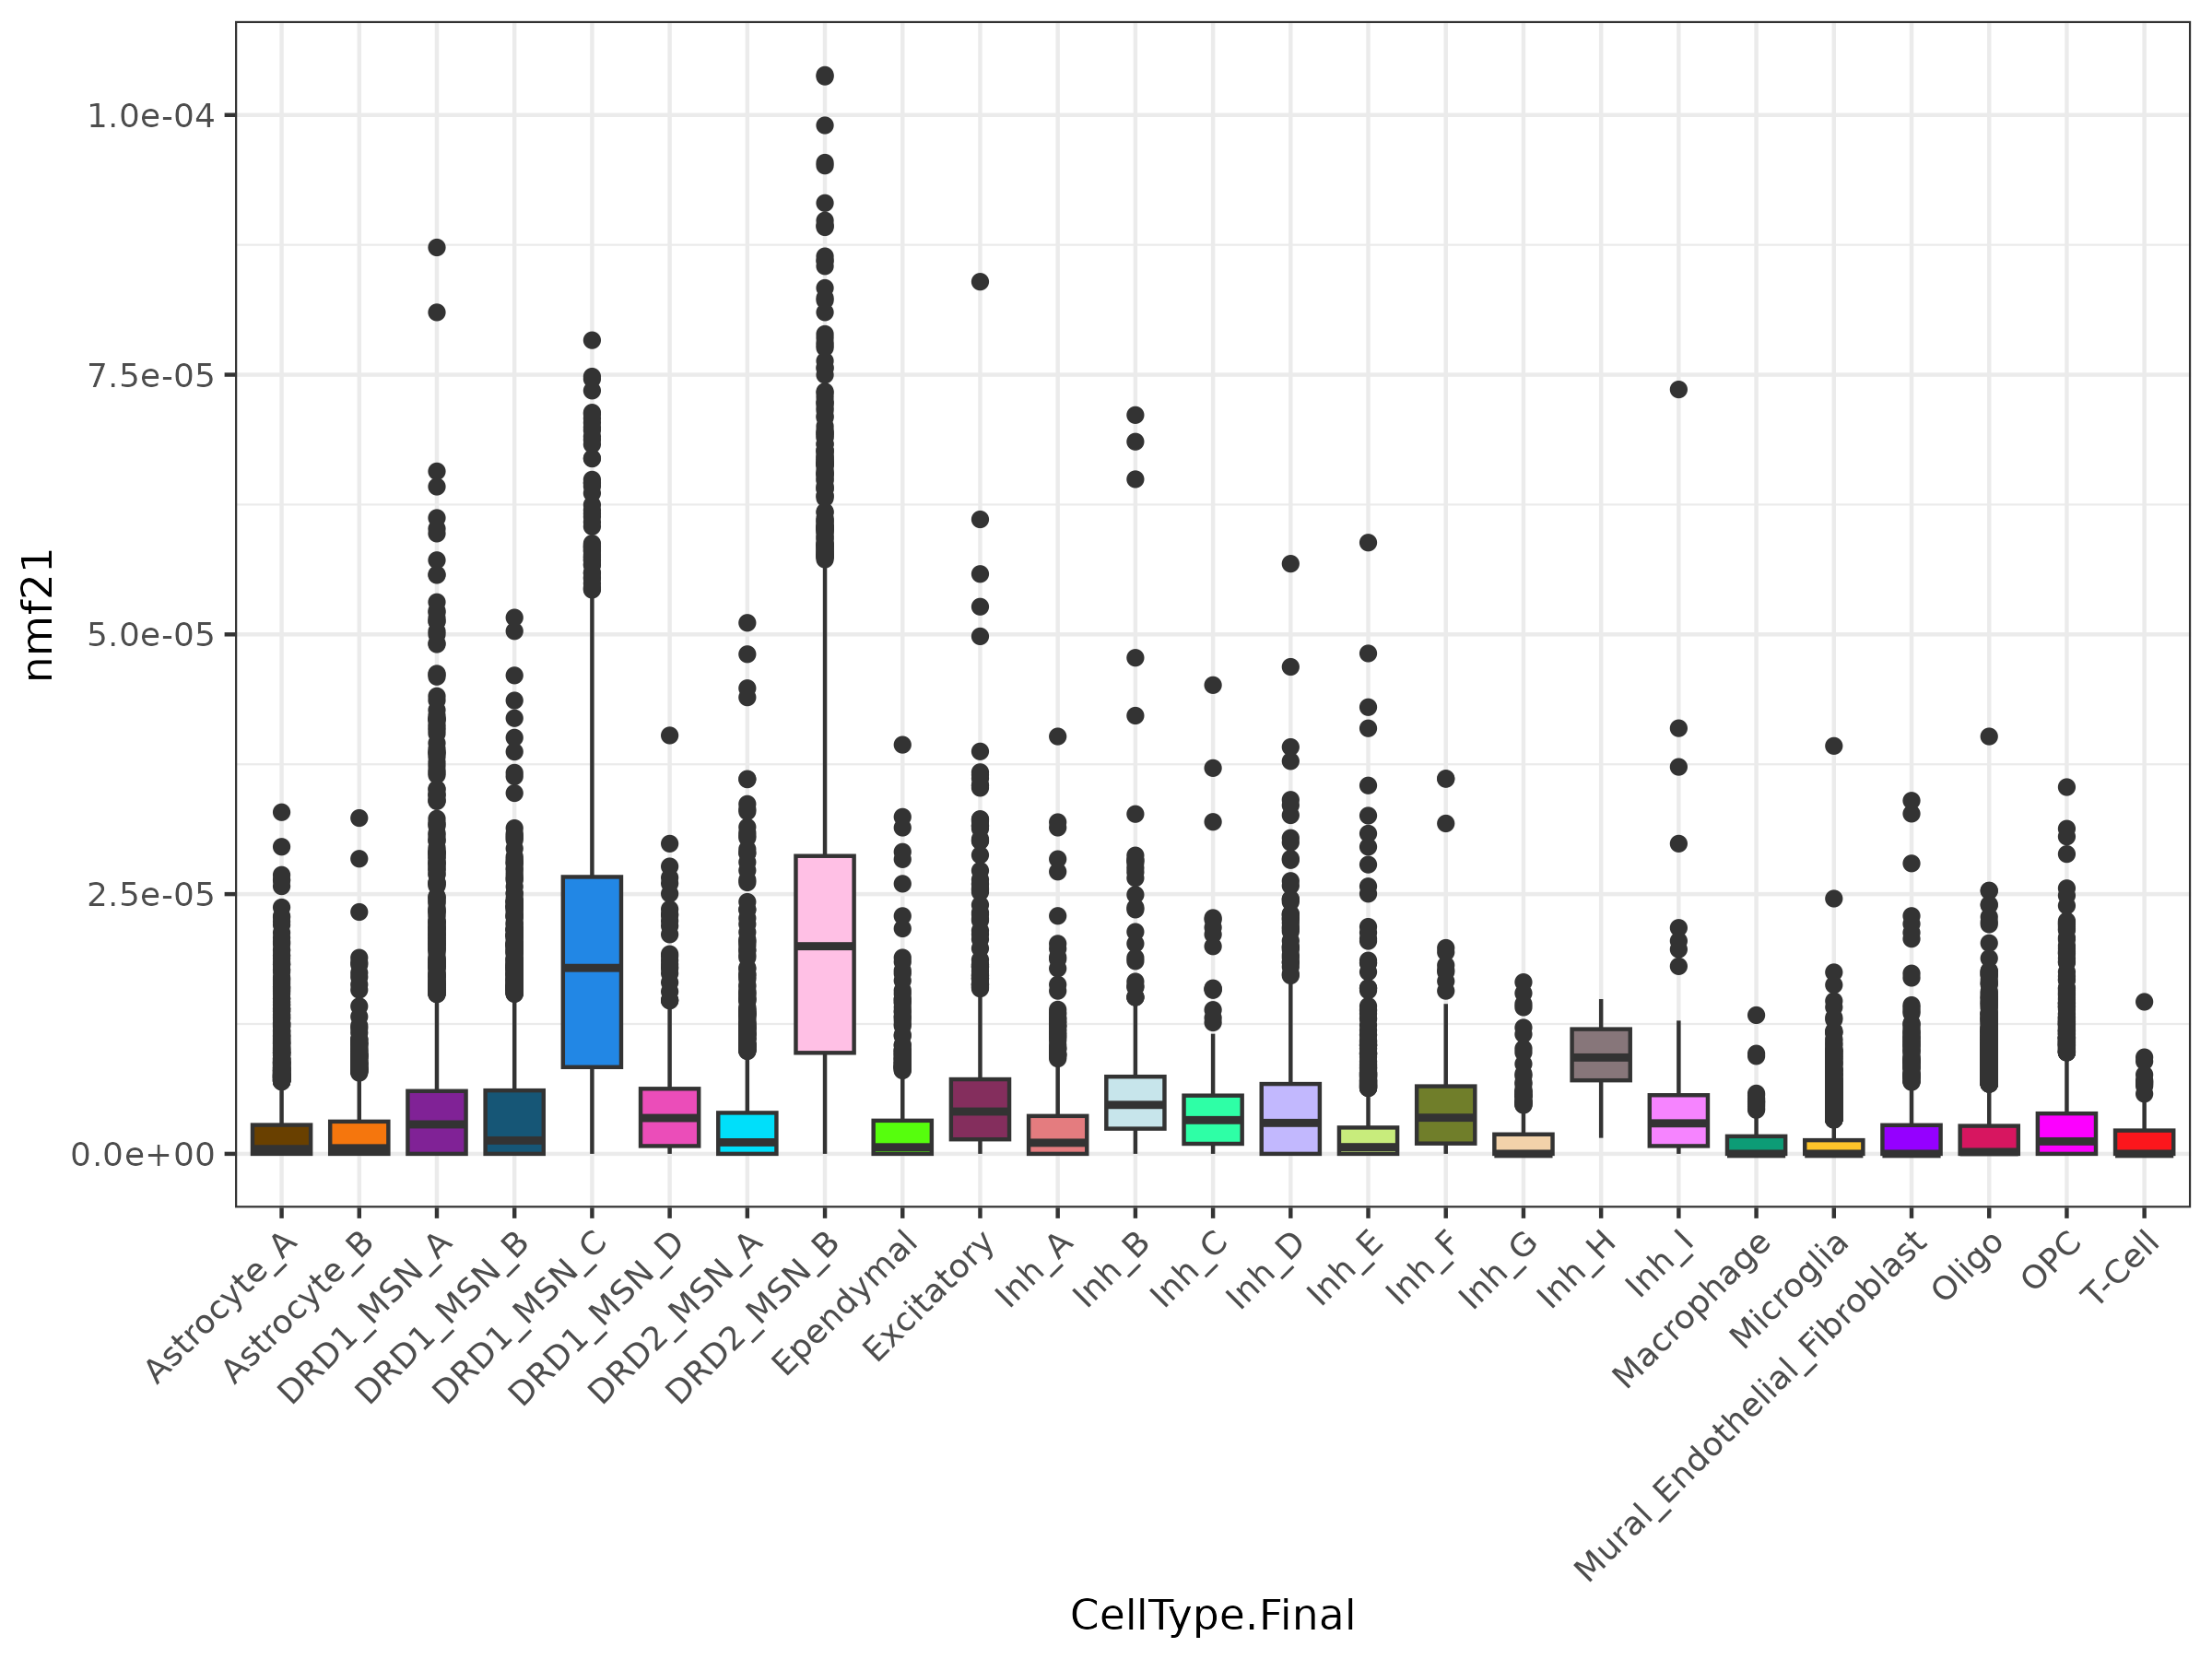 nmf21
1.0e-04
7.5e-05
5.0e-05
2.5e-05
0.0e+00
Astrocyte_A
Astrocyte_B
DRD1_MSN_A
DRD1_MSN_B
DRD1_MSN_C
DRD1_MSN_D
DRD2_MSN_A
DRD2_MSN_B
Ependymal
Excitatory
Inh_A
Inh_B
Inh_C
Inh_D
Inh_E
Inh_F
Inh_G
Inh_H
Inh_I
Macrophage
Microglia
Mural_Endothelial_Fibroblast
Oligo
OPC
T-Cell
CellType.Final